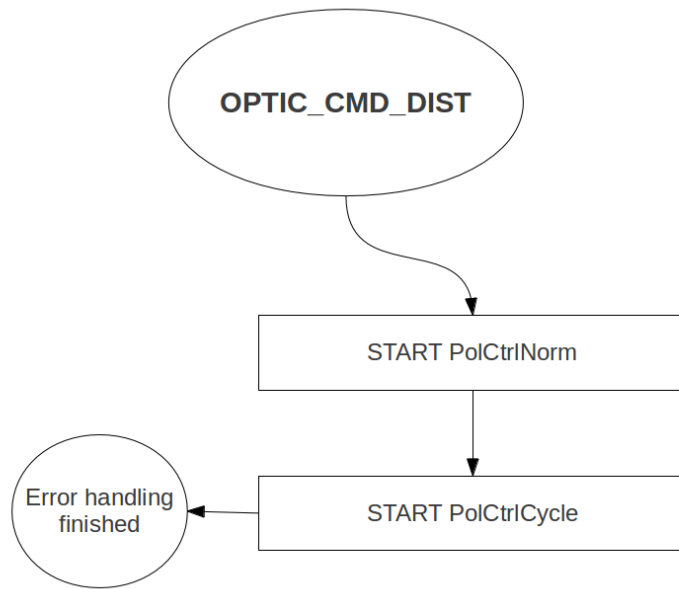 OPTIC_CMD_DIST
START PolCtrlNorm
START PolCtrlCycle
Error handling
finished